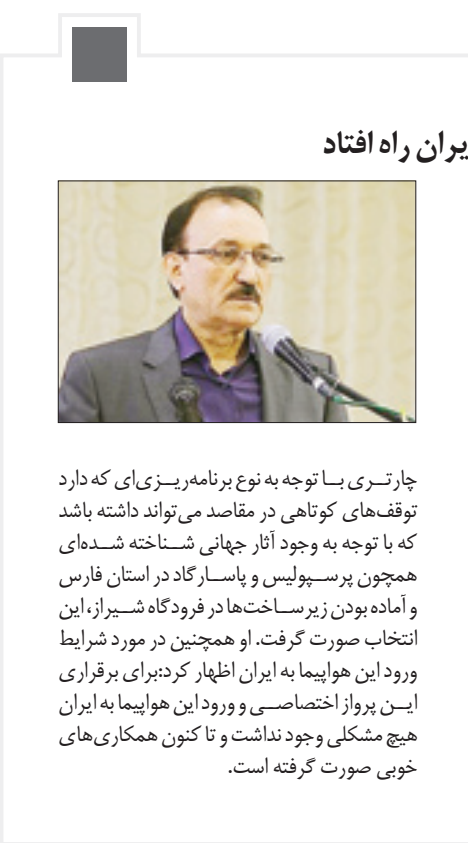 یران راه افتاد
چارتری با توجه به نوع برنامه‌ریزی‌ای که دارد
توقف‌های کوتاهی در مقاصد می‌تواند داشته باشد
که با توجه به وجود آثار جهانی شناخته شده‌ای
همچون پرسپولیس و پاسارگاد در استان فارس
و آماده بودن زیرساخت‌ها در فرودگاه شیراز، این
انتخاب صورت گرفت. او همچنین در مورد شرایط
ورود این هواپیما به ایران اظهار کرد:برای برقراری
این پرواز اختصاصی و ورود این هواپیما به ایران
هیچ مشکلی وجود نداشت و تا کنون همکاری‌های
خوبی صورت گرفته است.